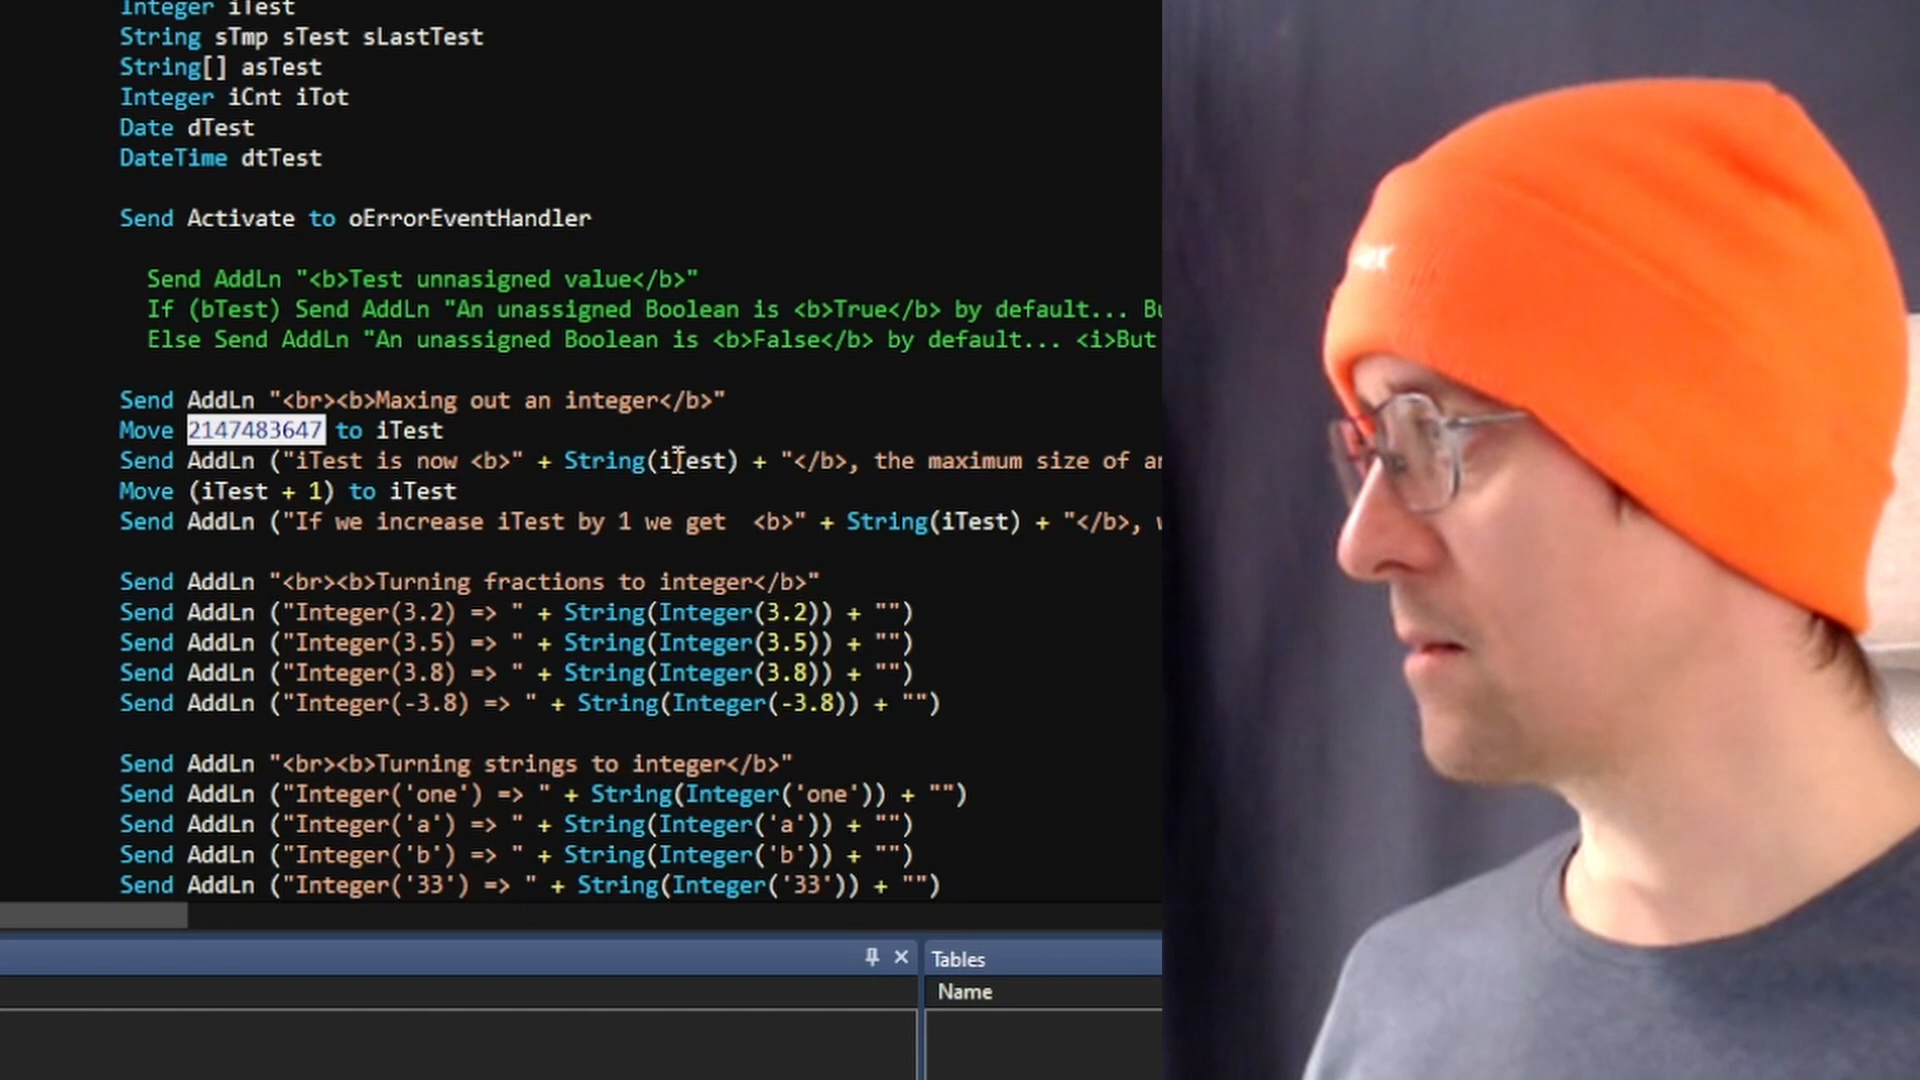 Integer iTest
String sTmp sTest sLastTest
String[] asTest
Integer iCnt iTot
Date dTest
DateTime dtTest
Send Activate to oErrorEventHandler
Send AddLn "<b>Test unnasigned value</b>"
If (bTest) Send AddLn "An unassigned Boolean is <b>True</b> by default... Bu
Else Send AddLn "An unassigned Boolean is <b>False</b> by default... <i>But
Send AddLn "<br><b>Maxing out an integer</b>"
Move 2147483647 to iTest
Send AddLn ("iTest is now <b>" + String(iTest) + "</b>, the maximum size of an
Move (iTest + 1) to iTest
Send AddLn ("If we increase iTest by 1 we get  <b>" + String(iTest) + "</b>, w
Send AddLn "<br><b>Turning fractions to integer</b>"
Send AddLn ("Integer(3.2) => " + String(Integer(3.2)) + "")
Send AddLn ("Integer(3.5) => " + String(Integer(3.5)) + "")
Send AddLn ("Integer(3.8) => " + String(Integer(3.8)) + "")
Send AddLn ("Integer(-3.8) => " + String(Integer(-3.8)) + "")
Send AddLn "<br><b>Turning strings to integer</b>"
Send AddLn ("Integer('one') => " + String(Integer('one')) + "")
Send AddLn ("Integer('a') => " + String(Integer('a')) + "")
Send AddLn ("Integer('b') => " + String(Integer('b')) + "")
Send AddLn ("Integer('33') => " + String(Integer('33')) + "")
Tables
Name